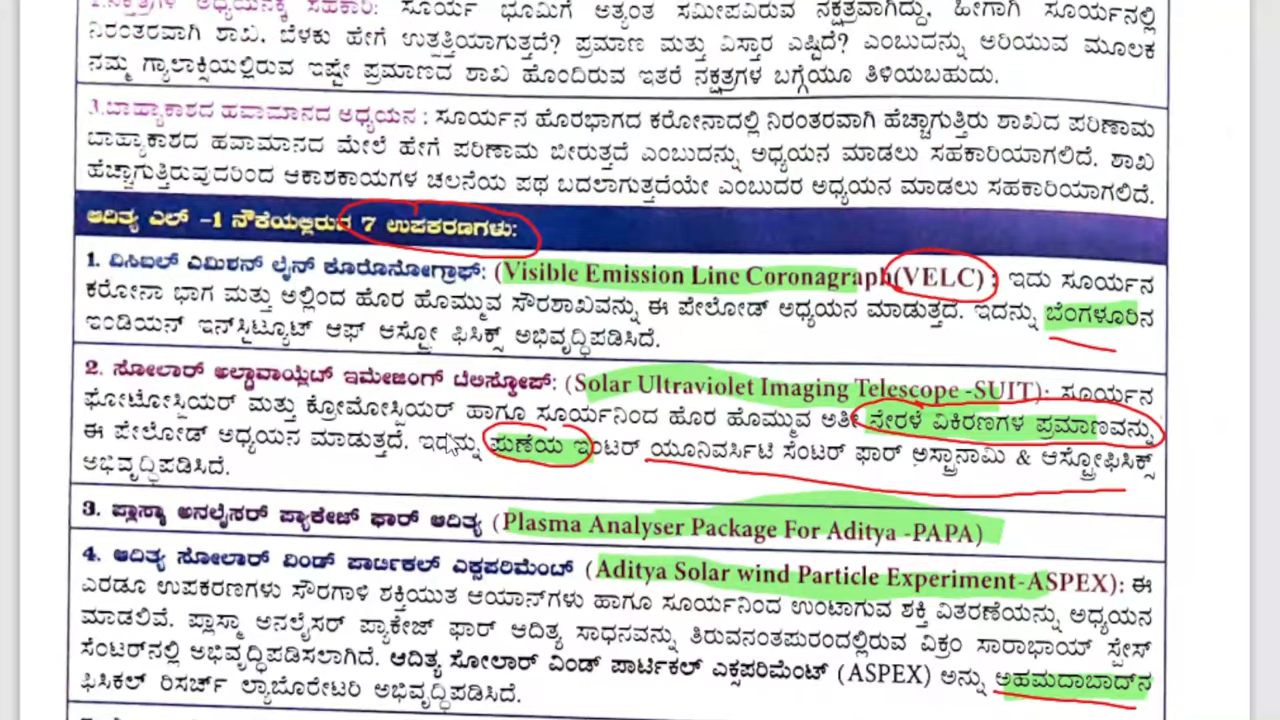 2.ನಕ್ಷತ್ರಗಳ ಅಧ್ಯಯನಕ್ಕೆ ಸಹಕಾರಿ: ಸೂರ್ಯ ಭೂಮಿಗೆ ಅತ್ಯಂತ ಸಮೀಪವಿರುವ ನಕ್ಷತ್ರವಾಗಿದ್ದು, ಹೀಗಾಗಿ ಸೂರ್ಯನಲ್ಲಿ
ನಿರಂತರವಾಗಿ ಶಾಖ, ಬೆಳಕು ಹೇಗೆ ಉತ್ಪತ್ತಿಯಾಗುತ್ತದೆ? ಪ್ರಮಾಣ ಮತ್ತು ವಿಸ್ತಾರ ಎಷ್ಟಿದೆ? ಎಂಬುದನ್ನು ಅರಿಯುವ ಮೂಲಕ
ನಮ್ಮ ಗ್ಯಾಲಾಕ್ಸಿಯಲ್ಲಿರುವ ಇಷ್ಟೇ ಪ್ರಮಾಣದ ಶಾಖ ಹೊಂದಿರುವ ಇತರೆ ನಕ್ಷತ್ರಗಳ ಬಗ್ಗೆಯೂ ತಿಳಿಯಬಹುದು.
3.ಬಾಹ್ಯಾಕಾಶದ ಹವಾಮಾನದ ಅಧ್ಯಯನ : ಸೂರ್ಯನ ಹೊರಭಾಗದ ಕರೋನಾದಲ್ಲಿ ನಿರಂತರವಾಗಿ ಹೆಚ್ಚಾಗುತ್ತಿರು ಶಾಖದ ಪರಿಣಾಮ
ಬಾಹ್ಯಾಕಾಶದ ಹವಾಮಾನದ ಮೇಲೆ ಹೇಗೆ ಪರಿಣಾಮ ಬೀರುತ್ತದೆ ಎಂಬುದನ್ನು ಅಧ್ಯಯನ ಮಾಡಲು ಸಹಕಾರಿಯಾಗಲಿದೆ. ಶಾಖ
ಹೆಚ್ಚಾಗುತ್ತಿರುವುದರಿಂದ ಆಕಾಶಕಾಯಗಳ ಚಲನೆಯ ಪಥ ಬದಲಾಗುತ್ತದೆಯೇ ಎಂಬುದರ ಅಧ್ಯಯನ ಮಾಡಲು ಸಹಕಾರಿಯಾಗಲಿದೆ.
ಆದಿತ್ಯ ಎಲ್ -1 ನೌಕೆಯಲ್ಲಿರುವ 7 ಉಪಕರಣಗಳು:
1. ವಿಸಿಬಲ್ ಎಮಿಶನ್ ಲೈನ್ ಕೊರೊನೋಗ್ರಾಫ್: (Visible Emission Line Coronagraph(VELC) : ಇದು ಸೂರ್ಯನ
ಕರೋನಾ ಭಾಗ ಮತ್ತು ಅಲ್ಲಿಂದ ಹೊರ ಹೊಮ್ಮುವ ಸೌರಶಾಖವನ್ನು ಈ ಪೇಲೋಡ್ ಅಧ್ಯಯನ ಮಾಡುತ್ತದೆ. ಇದನ್ನು ಬೆಂಗಳೂರಿನ
ಇಂಡಿಯನ್ ಇನ್‌ಸ್ಟಿಟ್ಯೂಟ್ ಆಫ್ ಆಸ್ಟ್ರೋ ಫಿಸಿಕ್ಸ್ ಅಭಿವೃದ್ಧಿಪಡಿಸಿದೆ.
2. ಸೋಲಾರ್ ಅಲ್ಟ್ರಾವಾಯ್ಲೆಟ್ ಇಮೇಜಿಂಗ್ ಟೆಲಿಸ್ಕೋಪ್: (Solar Ultraviolet Imaging Telescope -SUIT): ಸೂರ್ಯನ
ಫೋಟೋಸ್ಪಿಯರ್ ಮತ್ತು ಕ್ರೋಮೋಸ್ಪಿಯರ್ ಹಾಗೂ ಸೂರ್ಯನಿಂದ ಹೊರ ಹೊಮ್ಮುವ ಅತೀ ನೇರಳೆ ವಿಕಿರಣಗಳ ಪ್ರಮಾಣವನ್ನು
ಈ ಪೇಲೋಡ್ ಅಧ್ಯಯನ ಮಾಡುತ್ತದೆ. ಇದನ್ನು ಪುಣೆಯ ಇಂಟರ್ ಯೂನಿವರ್ಸಿಟಿ ಸೆಂಟರ್ ಫಾರ್ ಅಸ್ಟ್ರಾನಾಮಿ & ಆಸ್ಟ್ರೋಫಿಸಿಕ್ಸ್
ಅಭಿವೃದ್ಧಿಪಡಿಸಿದೆ.
3. ಪ್ಲಾಸ್ಮಾ ಅನಲೈಸರ್ ಪ್ಯಾಕೇಜ್ ಫಾರ್ ಆದಿತ್ಯ (Plasma Analyser Package For Aditya -PAPA)
4. ಆದಿತ್ಯ ಸೋಲಾರ್ ವಿಂಡ್ ಪಾರ್ಟಿಕಲ್ ಎಕ್ಸಪರಿಮೆಂಟ್ (Aditya Solar wind Particle Experiment-ASPEX): ಈ
ಎರಡೂ ಉಪಕರಣಗಳು ಸೌರಗಾಳಿ ಶಕ್ತಿಯುತ ಆಯಾನ್‌ಗಳು ಹಾಗೂ ಸೂರ್ಯನಿಂದ ಉಂಟಾಗುವ ಶಕ್ತಿ ವಿತರಣೆಯನ್ನು ಅಧ್ಯಯನ
ಮಾಡಲಿವೆ. ಪ್ಲಾಸ್ಮಾ ಅನಲೈಸರ್ ಪ್ಯಾಕೇಜ್ ಫಾರ್ ಆದಿತ್ಯ ಸಾಧನವನ್ನು ತಿರುವನಂತಪುರಂದಲ್ಲಿರುವ ವಿಕ್ರಂ ಸಾರಾಭಾಯ್ ಸ್ಪೇಸ್
ಸೆಂಟರ್‌ನಲ್ಲಿ ಅಭಿವೃದ್ಧಿಪಡಿಸಲಾಗಿದೆ. ಆದಿತ್ಯ ಸೋಲಾರ್ ವಿಂಡ್ ಪಾರ್ಟಿಕಲ್ ಎಕ್ಸಪರಿಮೆಂಟ್ (ASPEX) ಅನ್ನು ಅಹಮದಾಬಾದ್‌ನ
ಫಿಸಿಕಲ್ ರಿಸರ್ಚ್ ಲ್ಯಾಬೊರೇಟರಿ ಅಭಿವೃದ್ಧಿಪಡಿಸಿದೆ.